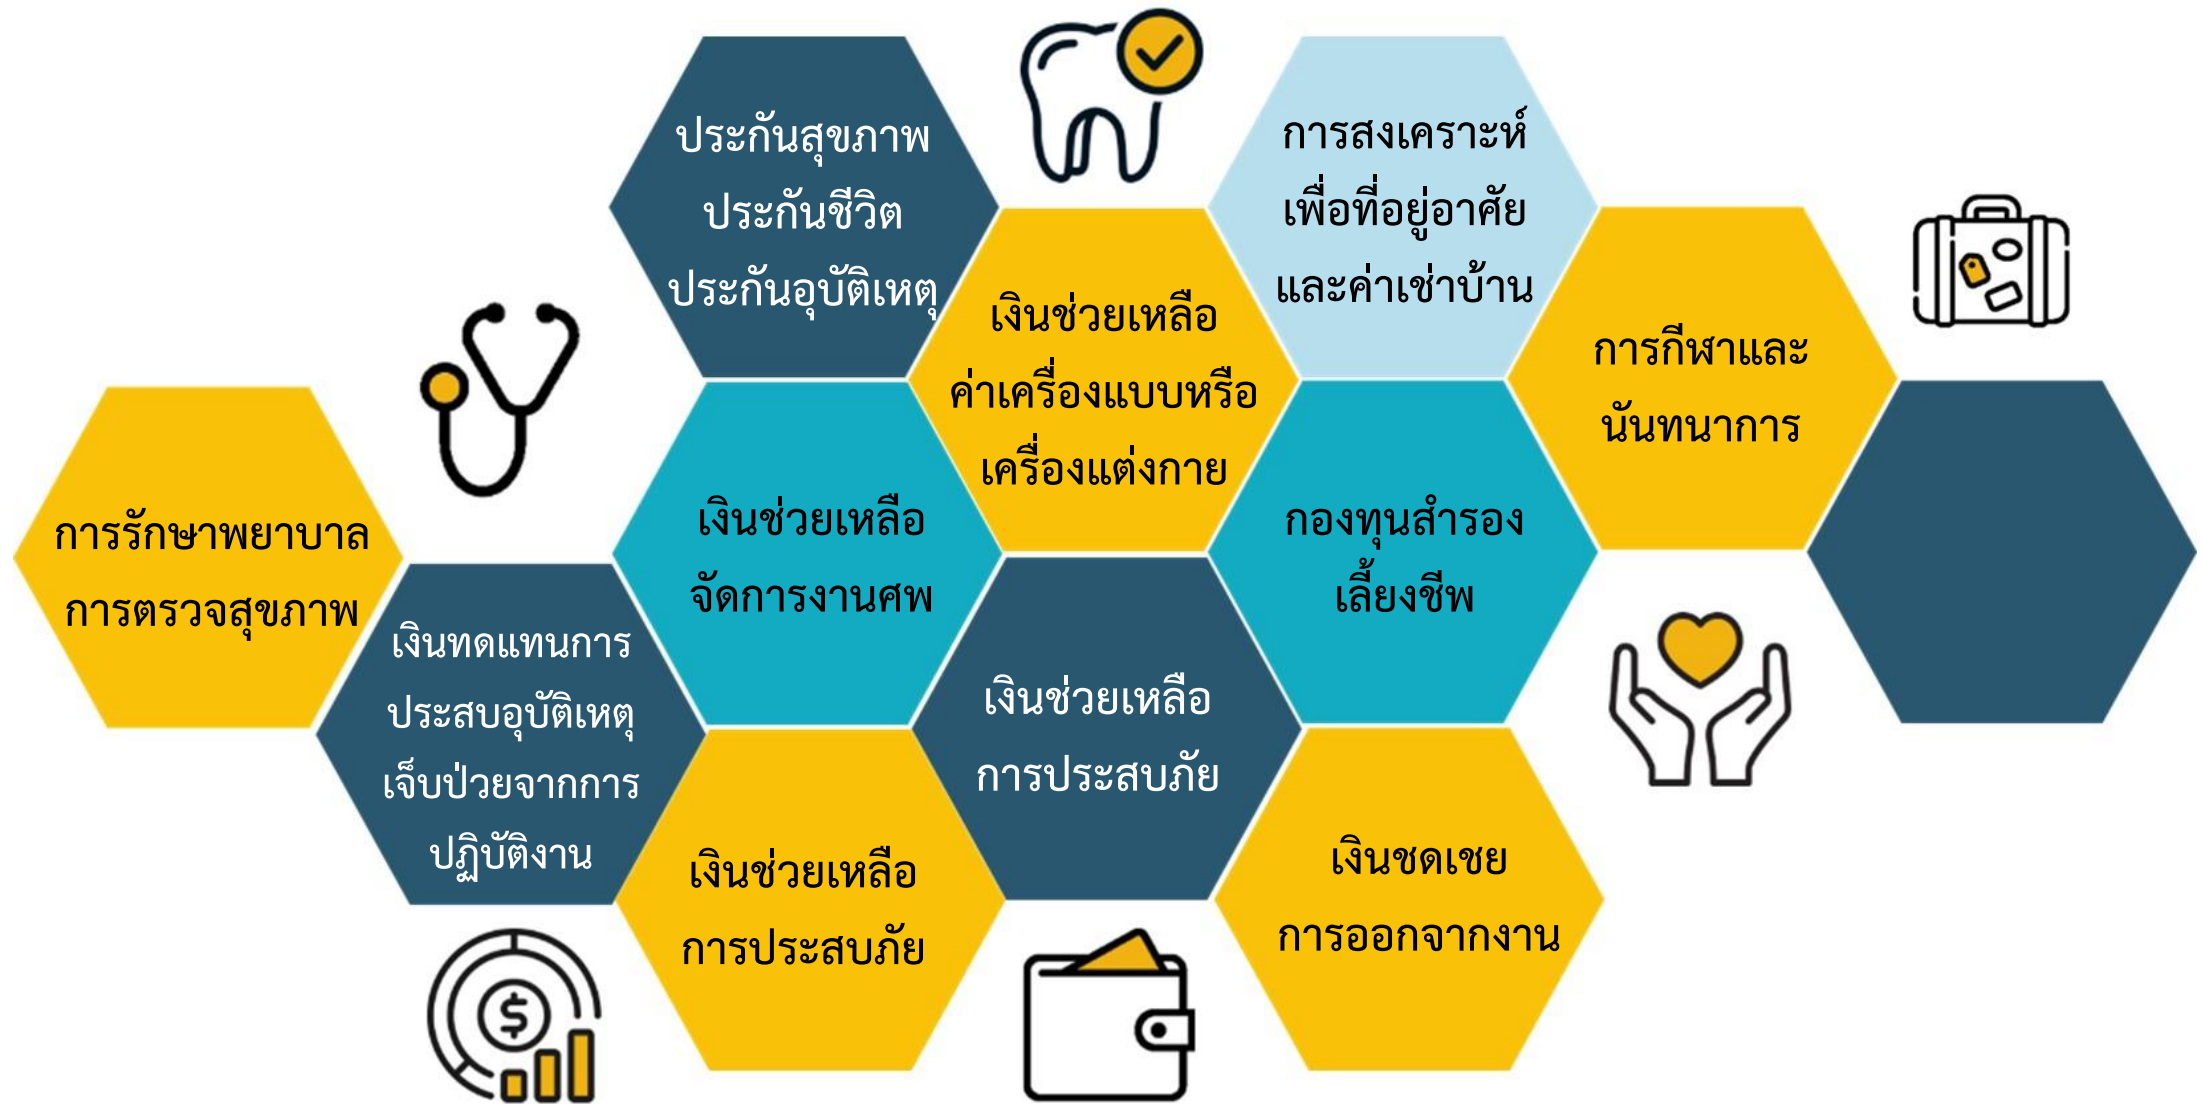 ประกันสุขภาพ
ประกันชีวิต
ประกันอุบัติเหตุ
การสงเคราะห์
เพื่อที่อยู่อาศัย
และค่าเช่าบ้าน
เงินช่วยเหลือ
ค่าเครื่องแบบหรือ
เครื่องแต่งกาย
การกีฬาและ
นันทนาการ
การรักษาพยาบาล
การตรวจสุขภาพ
เงินช่วยเหลือ
จัดการงานศพ
กองทุนสำรอง
เลี้ยงชีพ
เงินทดแทนการ
ประสบอุบัติเหตุ
เจ็บป่วยจากการ
ปฏิบัติงาน
เงินช่วยเหลือ
การประสบภัย
เงินช่วยเหลือ
การประสบภัย
เงินชดเชย
การออกจากงาน
$